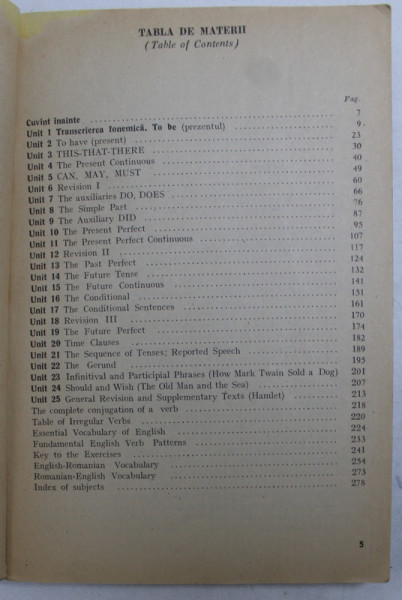 TABLA DE MATERII
(Table of Contents)
Pag.
Cuvînt înainte 7
Unit 1 Transcrierea fonemică. To be (prezentul) 9
Unit 2 To have (present) 23
Unit 3 THIS-THAT-THERE 30
Unit 4 The Present Continuous 40
Unit 5 CAN, MAY, MUST 49
Unit 6 Revision I 60
Unit 7 The auxiliaries DO, DOES 66
Unit 8 The Simple Part 76
Unit 9 The Auxiliary DID 87
Unit 10 The Present Perfect 95
Unit 11 The Present Perfect Continuous 107
Unit 12 Revision II 117
Unit 13 The Past Perfect 124
Unit 14 The Future Tense 132
Unit 15 The Future Continuous 141
Unit 16 The Conditional 151
Unit 17 The Conditional Sentences 161
Unit 18 Revision III 170
Unit 19 The Future Perfect 174
Unit 20 Time Clauses 182
Unit 21 The Sequence of Tenses; Reported Speech 189
Unit 22 The Gerund 195
Unit 23 Infinitival and Participial Phrases (How Mark Twain Sold a Dog) 201
Unit 24 Should and Wish (The Old Man and the Sea) 207
Unit 25 General Revision and Supplementary Texts (Hamlet) 213
The complete conjugation of a verb 218
Table of Irregular Verbs 220
Essential Vocabulary of English 224
Fundamental English Verb Patterns 233
Key to the Exercises 241
English-Romanian Vocabulary 254
Romanian-English Vocabulary 273
Index of subjects 278
5